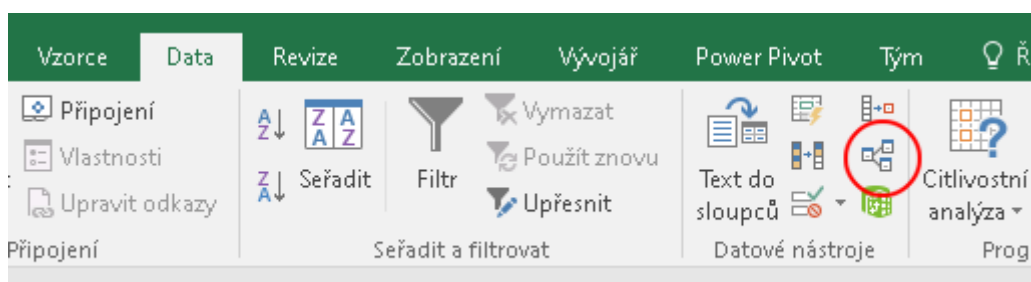 Vzorce Data Revize Zobrazení Vývojář Power Pivot Tým
Připojení
Vlastnosti
Upravit odkazy
Připojení
Seřadit
Filtr
Vymazat
Použít znovu
Upřesnit
Seřadit a filtrovat
Text do
sloupců
Datové nástroje
Citlivostní
analýza